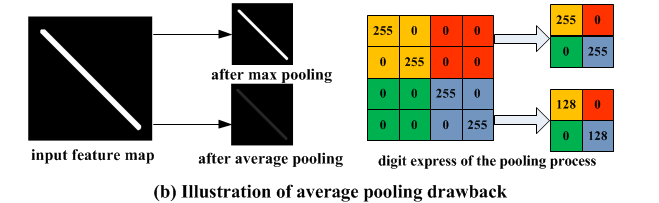 after max pooling
input feature map
after average pooling
255 0 0 0
0 255 0 0
0 0 255 0
0 0 0 255
255 0
0 255
128 0
0 128
digit express of the pooling process
(b) Illustration of average pooling drawback